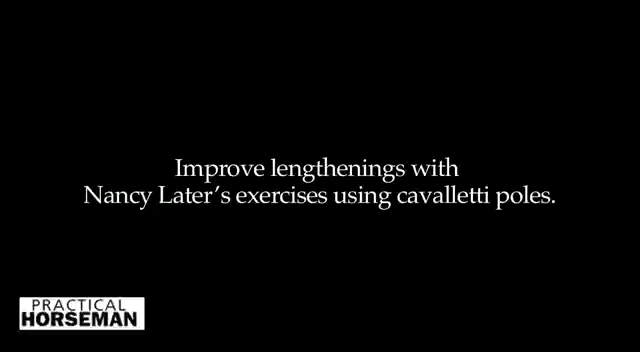 Improve lengthenings with
Nancy Later’s exercises using cavalletti poles.
PRACTICAL
HORSEMAN